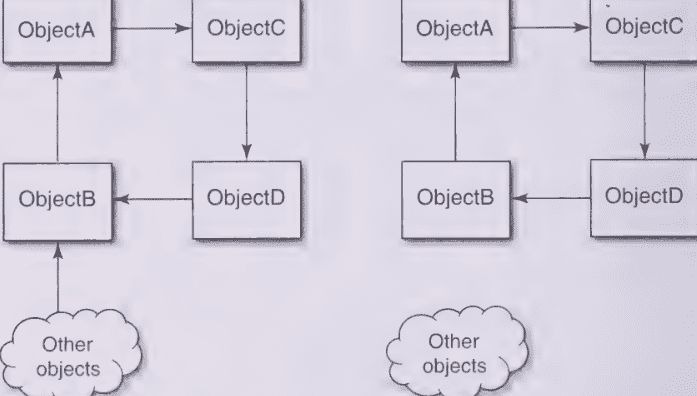 ObjectA
ObjectC
ObjectB
ObjectD
Other
objects
ObjectA
ObjectC
ObjectB
ObjectD
Other
objects